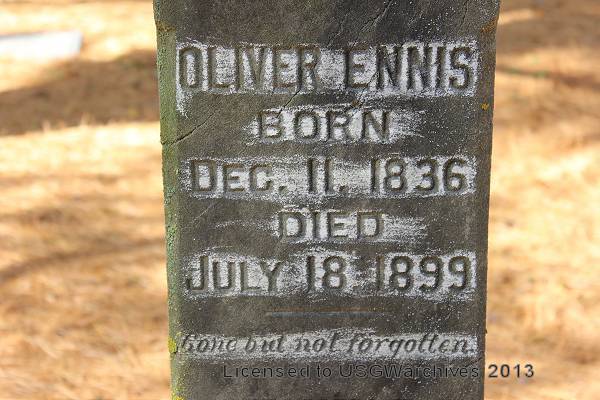 OLIVER ENNIS
BORN
DEC. 11. 1836
DIED
JULY 18. 1899
Gone but not forgotten.
Licensed to USGWarchives 2013